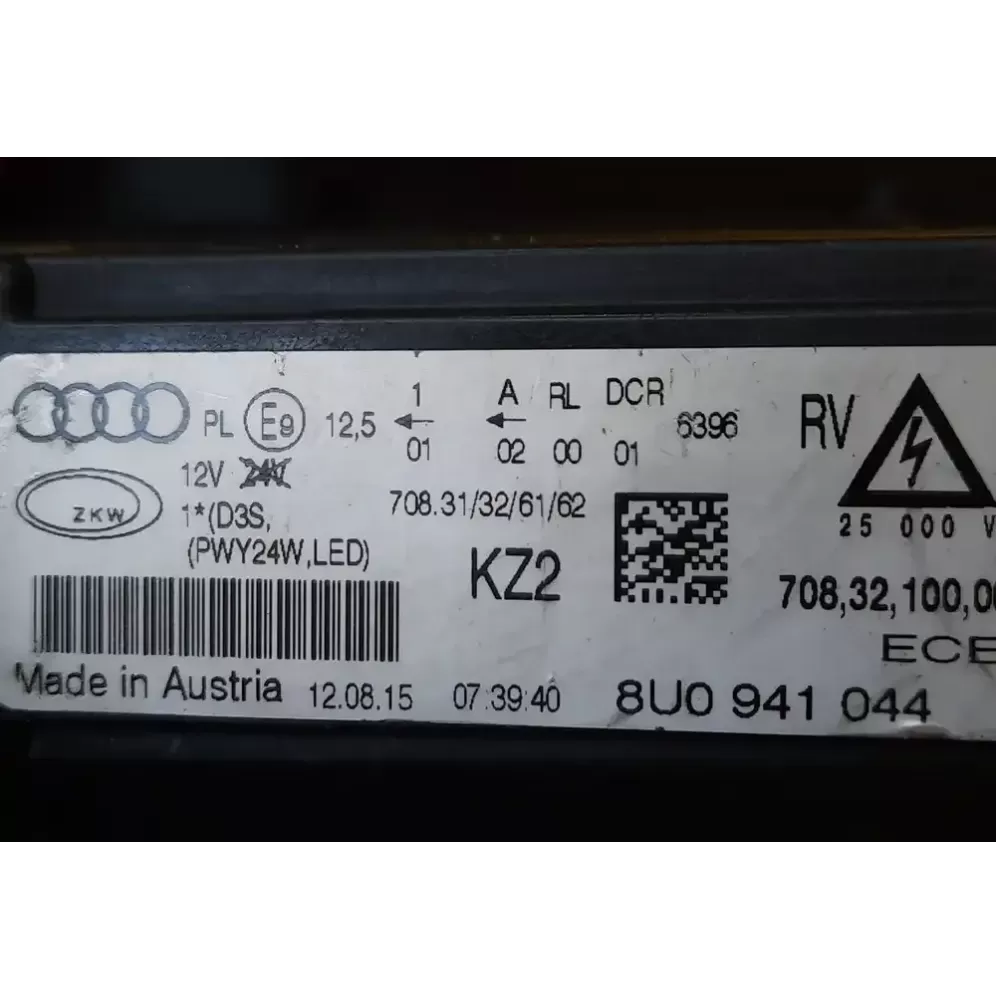 PL E9 12,5 ← 1 01 ← A 02 RL 00 DCR 01 6396 RV
12V 24V
ZKW
1*(D3S,
708.31/32/61/62
(PWY24W,LED)
KZ2
25 000 V
708,32,100,0
ECE
Made in Austria 12.08.15 07:39:40 8U0 941 044